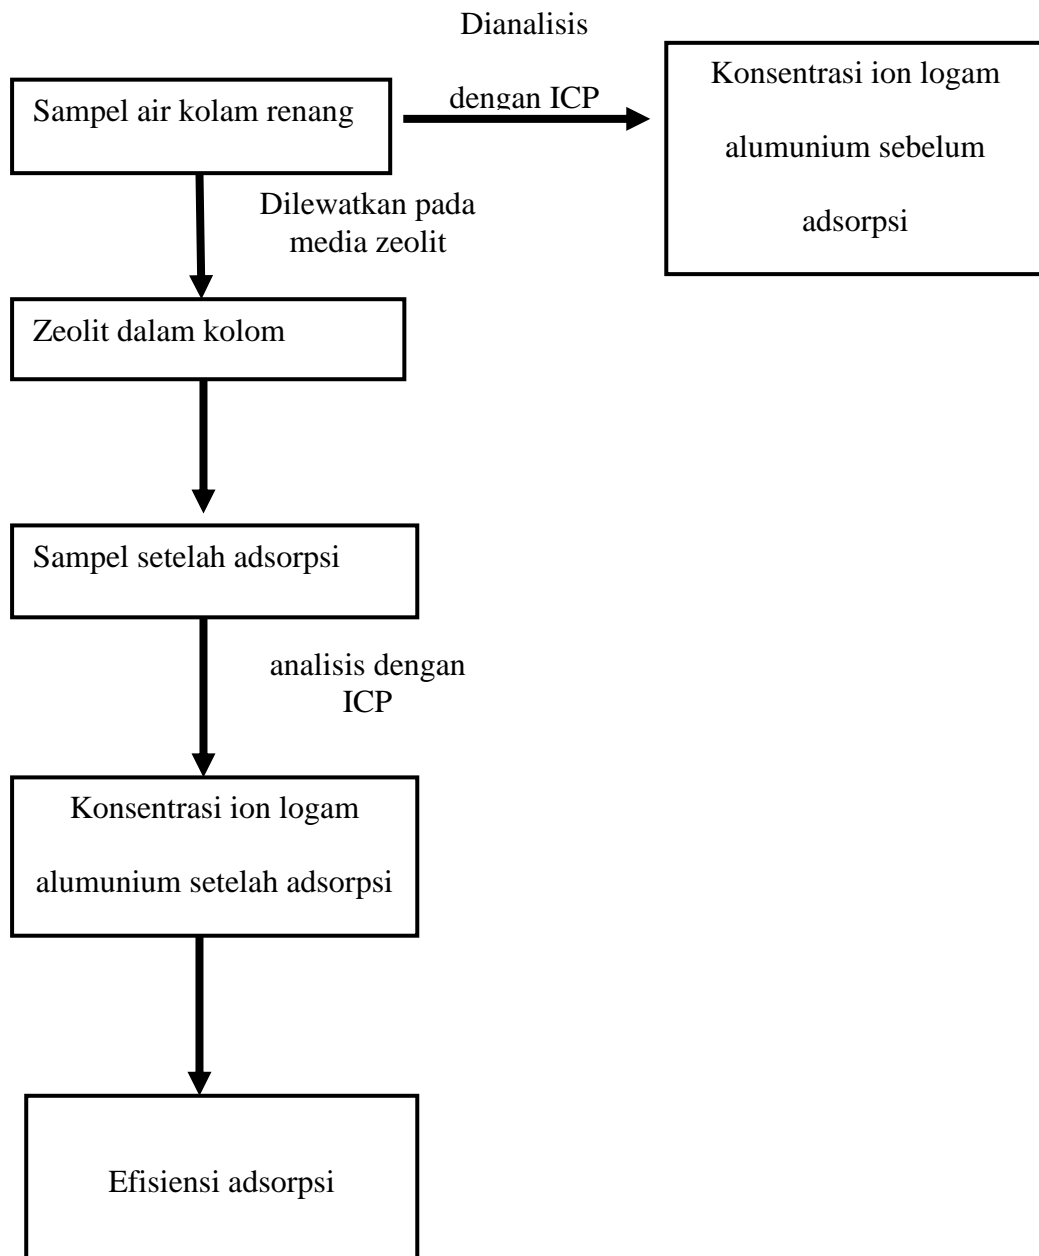 Dianalisis
dengan ICP
Sampel air kolam renang
Konsentrasi ion logam
alumunium sebelum
adsorpsi
Dilewatkan pada
media zeolit
Zeolit dalam kolom
Sampel setelah adsorpsi
analisis dengan
ICP
Konsentrasi ion logam
alumunium setelah adsorpsi
Efisiensi adsorpsi